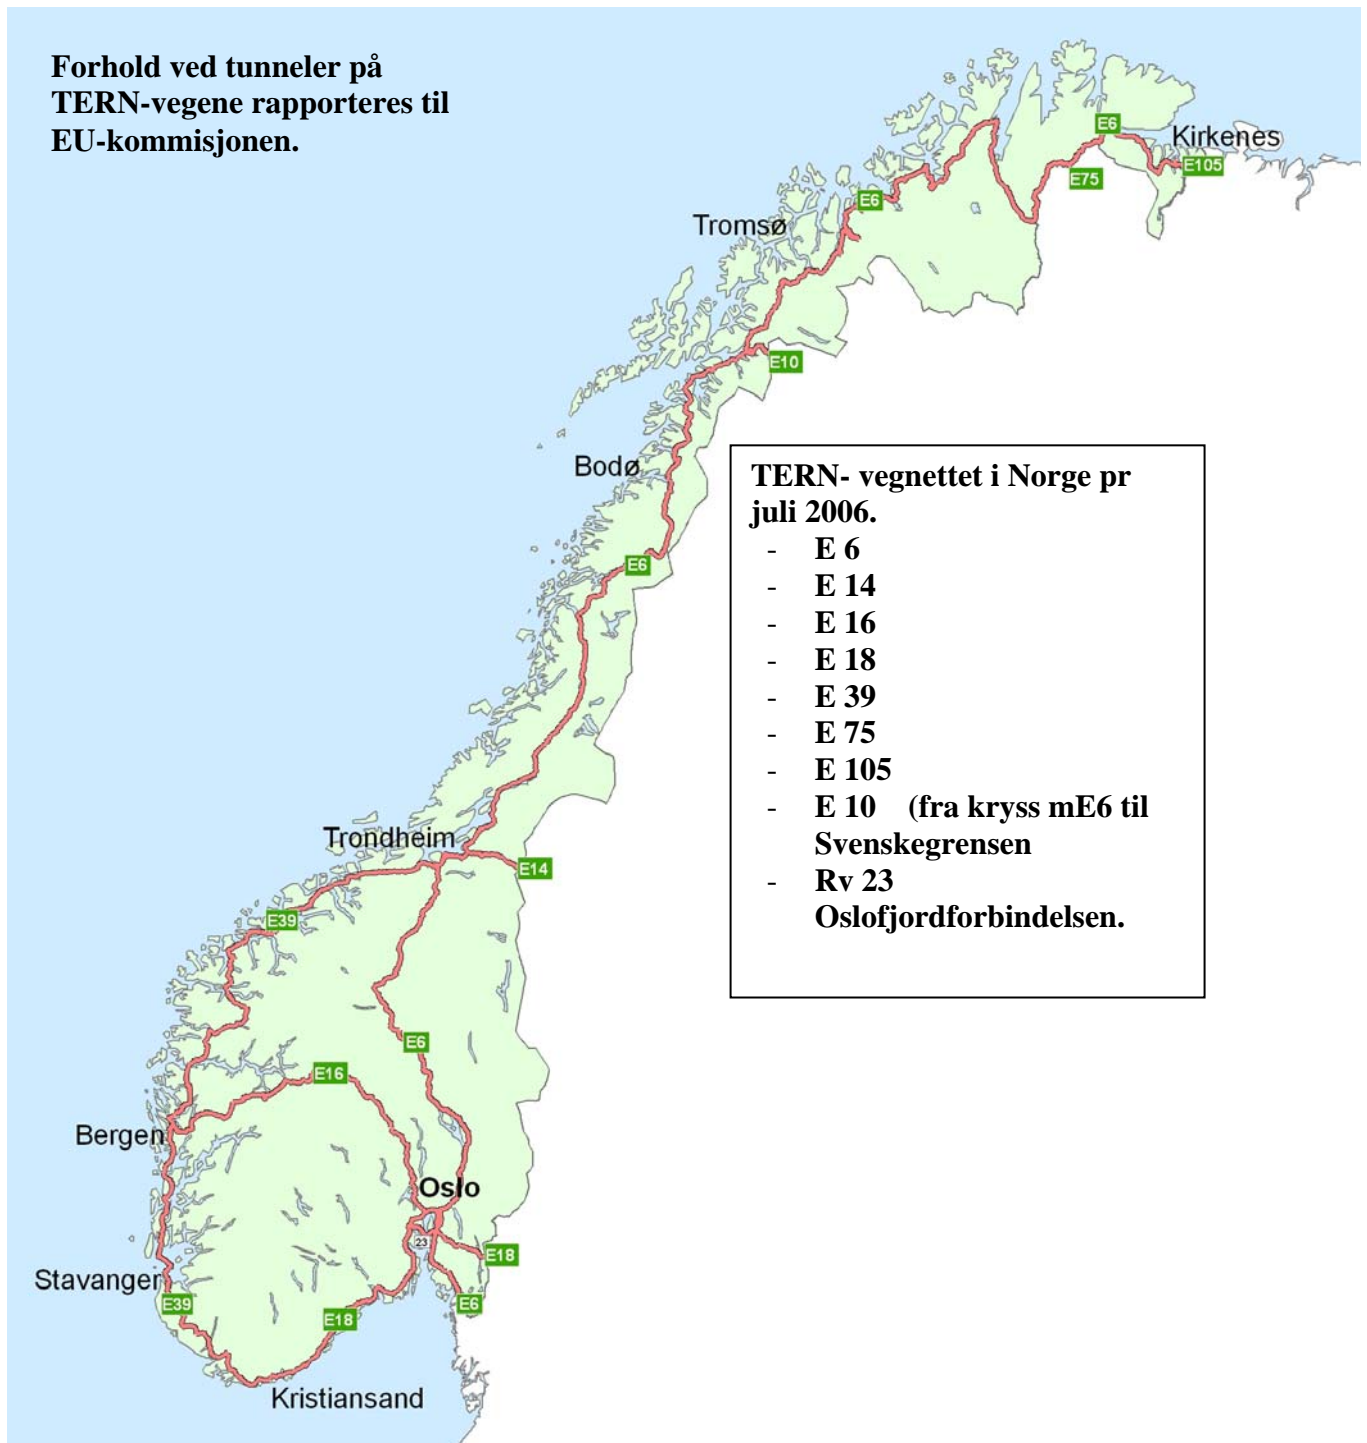 Forhold ved tunneler på
TERN-vegene rapporteres til
EU-kommisjonen.
E6
Kirkenes
E105
E75
E6
Tromsø
E10
Bodø
E6
TERN- vegnettet i Norge pr
juli 2006.
- E 6
- E 14
- E 16
- E 18
- E 39
- E 75
- E 105
- E 10 (fra kryss mE6 til
Svenskegrensen
- Rv 23
Oslofjordforbindelsen.
Trondheim
E14
E39
E6
E16
Bergen
Oslo
23
E18
Stavanger
E39
E6
E18
Kristiansand